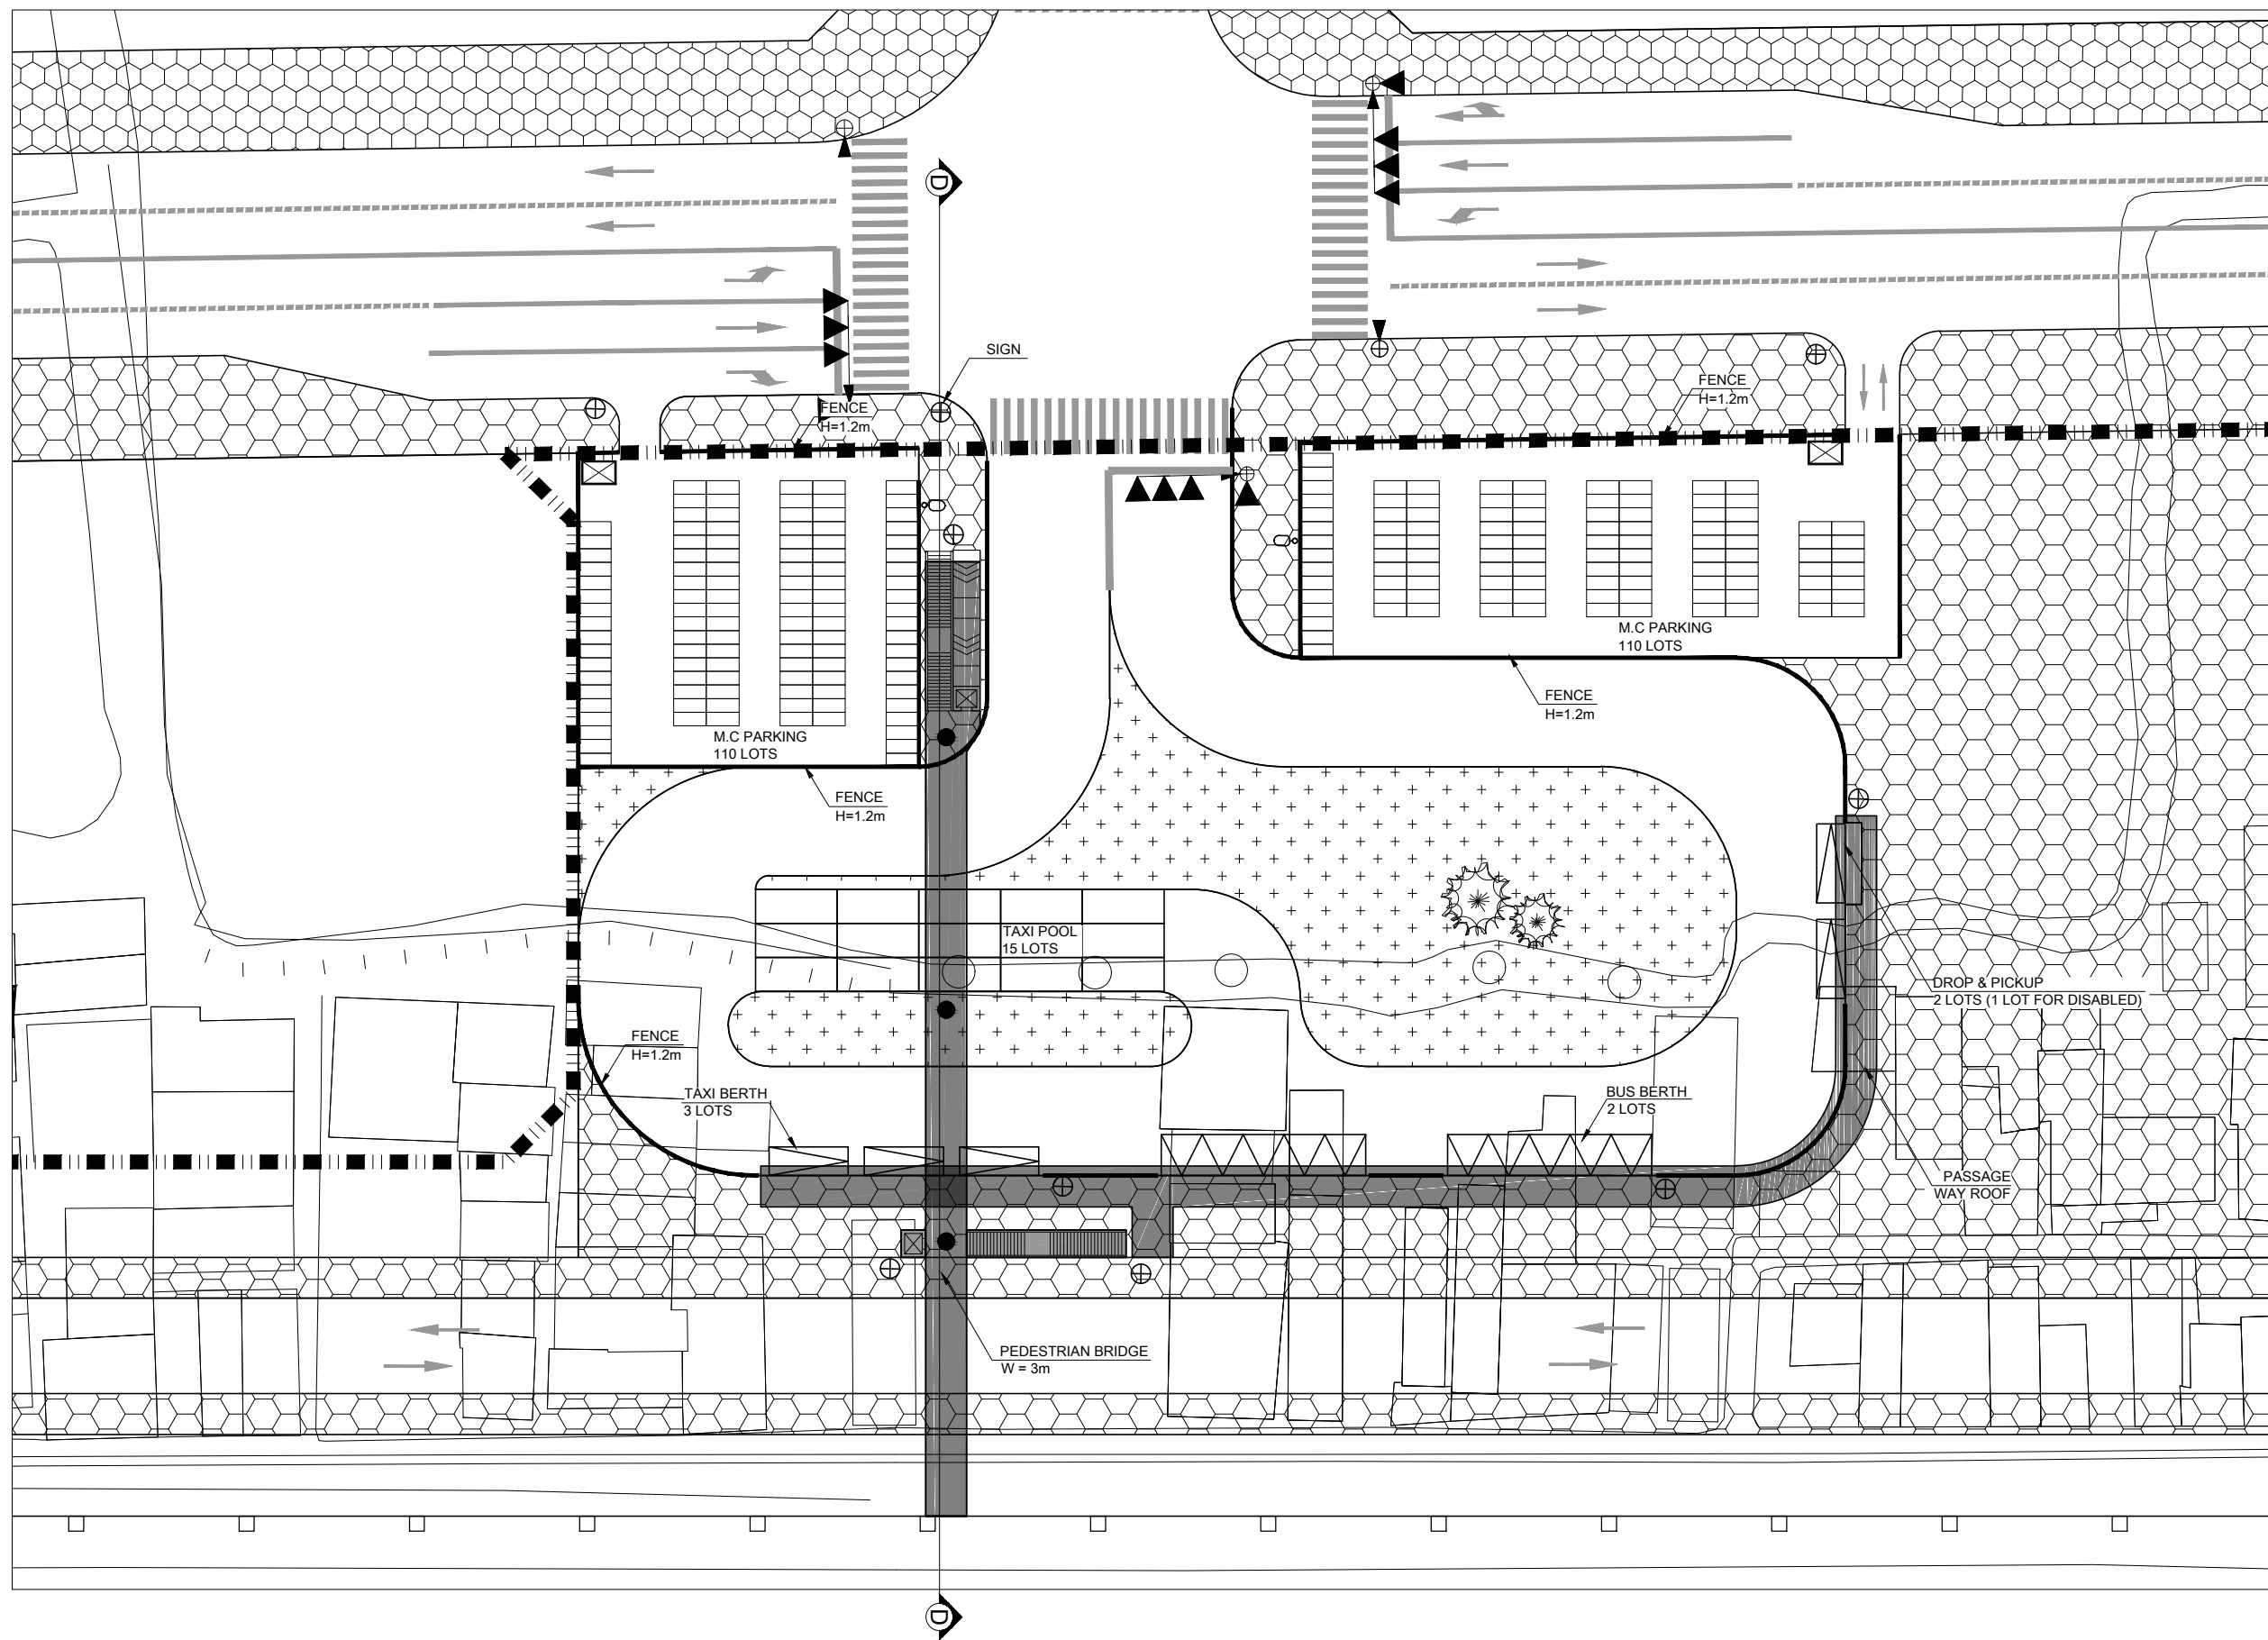 D
SIGN
FENCE
H=1.2m
FENCE
H=1.2m
M.C PARKING
110 LOTS
FENCE
H=1.2m
M.C PARKING
110 LOTS
FENCE
H=1.2m
TAXI POOL
15 LOTS
DROP & PICKUP
2 LOTS (1 LOT FOR DISABLED)
FENCE
H=1.2m
TAXI BERTH
3 LOTS
BUS BERTH
2 LOTS
PASSAGE
WAY ROOF
PEDESTRIAN BRIDGE
W = 3m
D